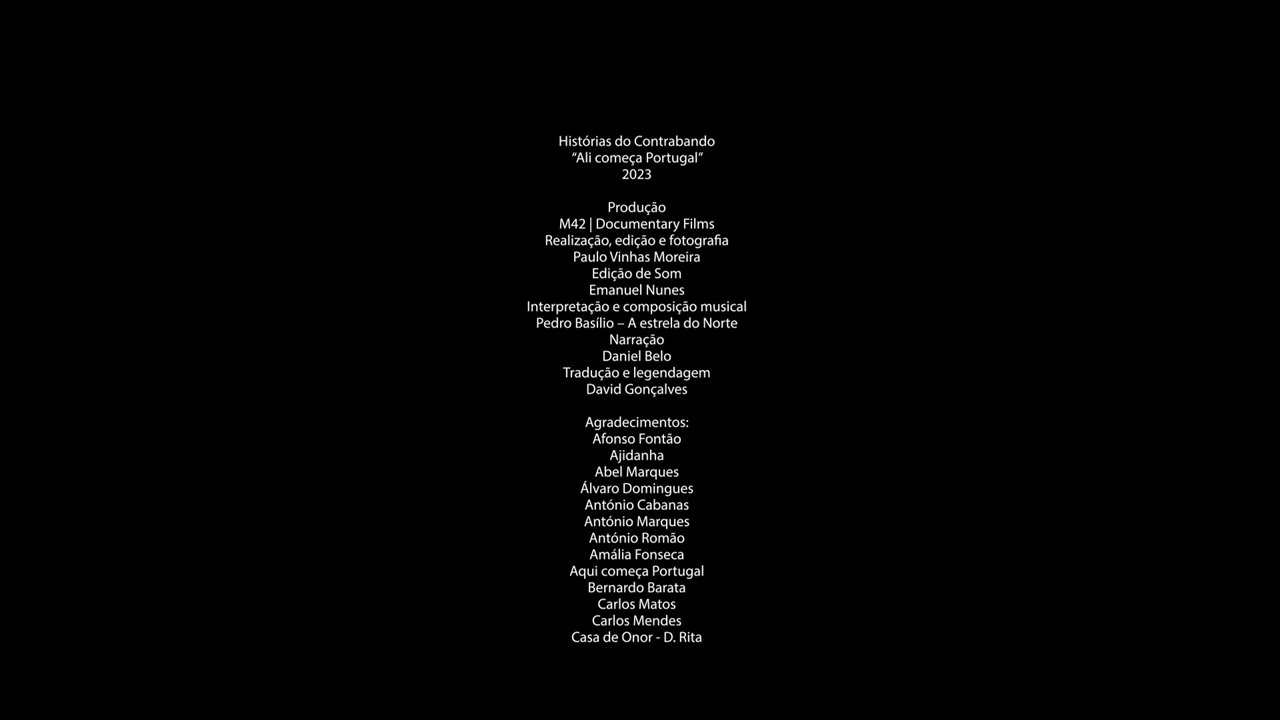 Histórias do Contrabando
“Ali começa Portugal”
2023
Produção
M42 | Documentary Films
Realização, edição e fotografia
Paulo Vinhas Moreira
Edição de Som
Emanuel Nunes
Interpretação e composição musical
Pedro Basílio – A estrela do Norte
Narração
Daniel Belo
Tradução e legendagem
David Gonçalves
Agradecimentos:
Afonso Fontão
Ajidanha
Abel Marques
Álvaro Domingues
António Cabanas
António Marques
António Romão
Amália Fonseca
Aqui começa Portugal
Bernardo Barata
Carlos Matos
Carlos Mendes
Casa de Onor - D. Rita